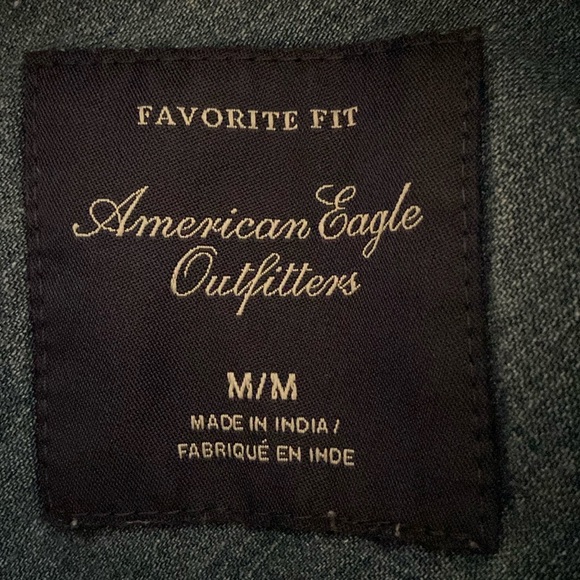 FAVORITE FIT
American Eagle
Outfitters
M/M
MADE IN INDIA/
FABRIQUÉ EN INDE